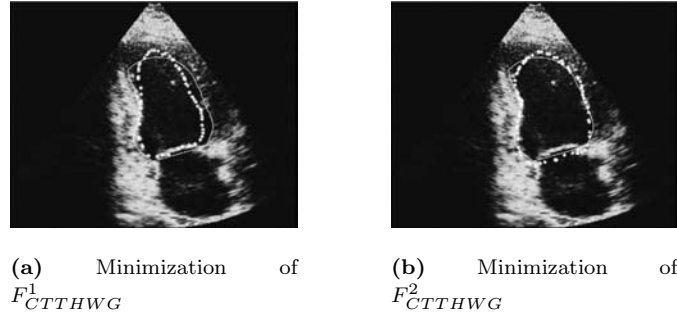 (a) Minimization of
F^1_{CTTHWG}
(b) Minimization of
F^2_{CTTHWG}